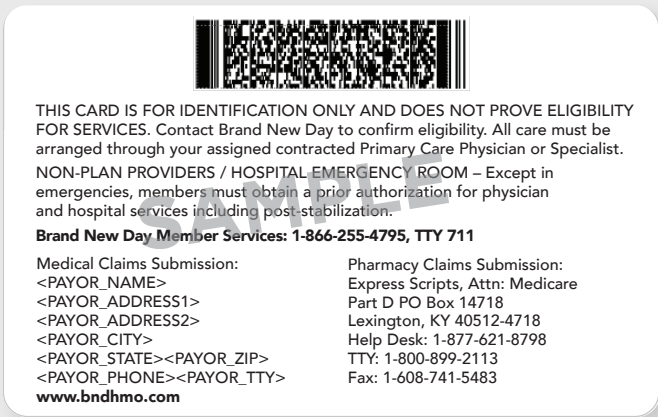 THIS CARD IS FOR IDENTIFICATION ONLY AND DOES NOT PROVE ELIGIBILITY
FOR SERVICES. Contact Brand New Day to confirm eligibility. All care must be
arranged through your assigned contracted Primary Care Physician or Specialist.
NON-PLAN PROVIDERS / HOSPITAL EMERGENCY ROOM – Except in
emergencies, members must obtain a prior authorization for physician
and hospital services including post-stabilization.
SAMPLE
Brand New Day Member Services: 1-866-255-4795, TTY 711
Medical Claims Submission:
<PAYOR_NAME>
<PAYOR_ADDRESS1>
<PAYOR_ADDRESS2>
<PAYOR_CITY>
<PAYOR_STATE><PAYOR_ZIP>
<PAYOR_PHONE><PAYOR_TTY>
www.bndhmo.com
Pharmacy Claims Submission:
Express Scripts, Attn: Medicare
Part D PO Box 14718
Lexington, KY 40512-4718
Help Desk: 1-877-621-8798
TTY: 1-800-899-2113
Fax: 1-608-741-5483